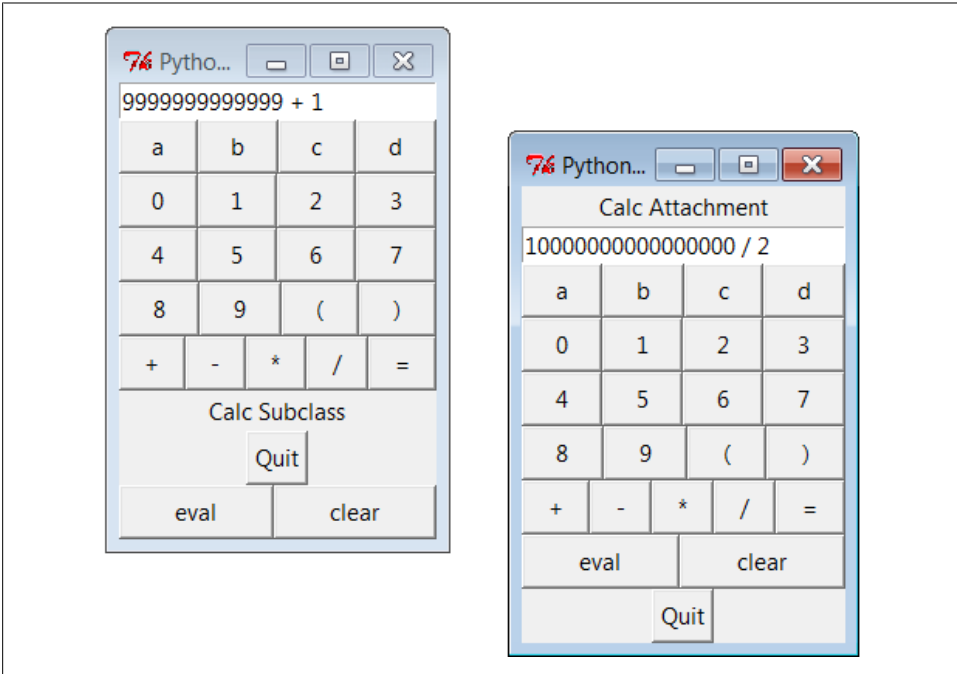 Pytho...
9999999999999 + 1
a b c d
0 1 2 3
4 5 6 7
8 9 ( )
+ - * / =
Calc Subclass
Quit
eval clear
Python...
Calc Attachment
10000000000000000 / 2
a b c d
0 1 2 3
4 5 6 7
8 9 ( )
+ - * / =
eval clear
Quit